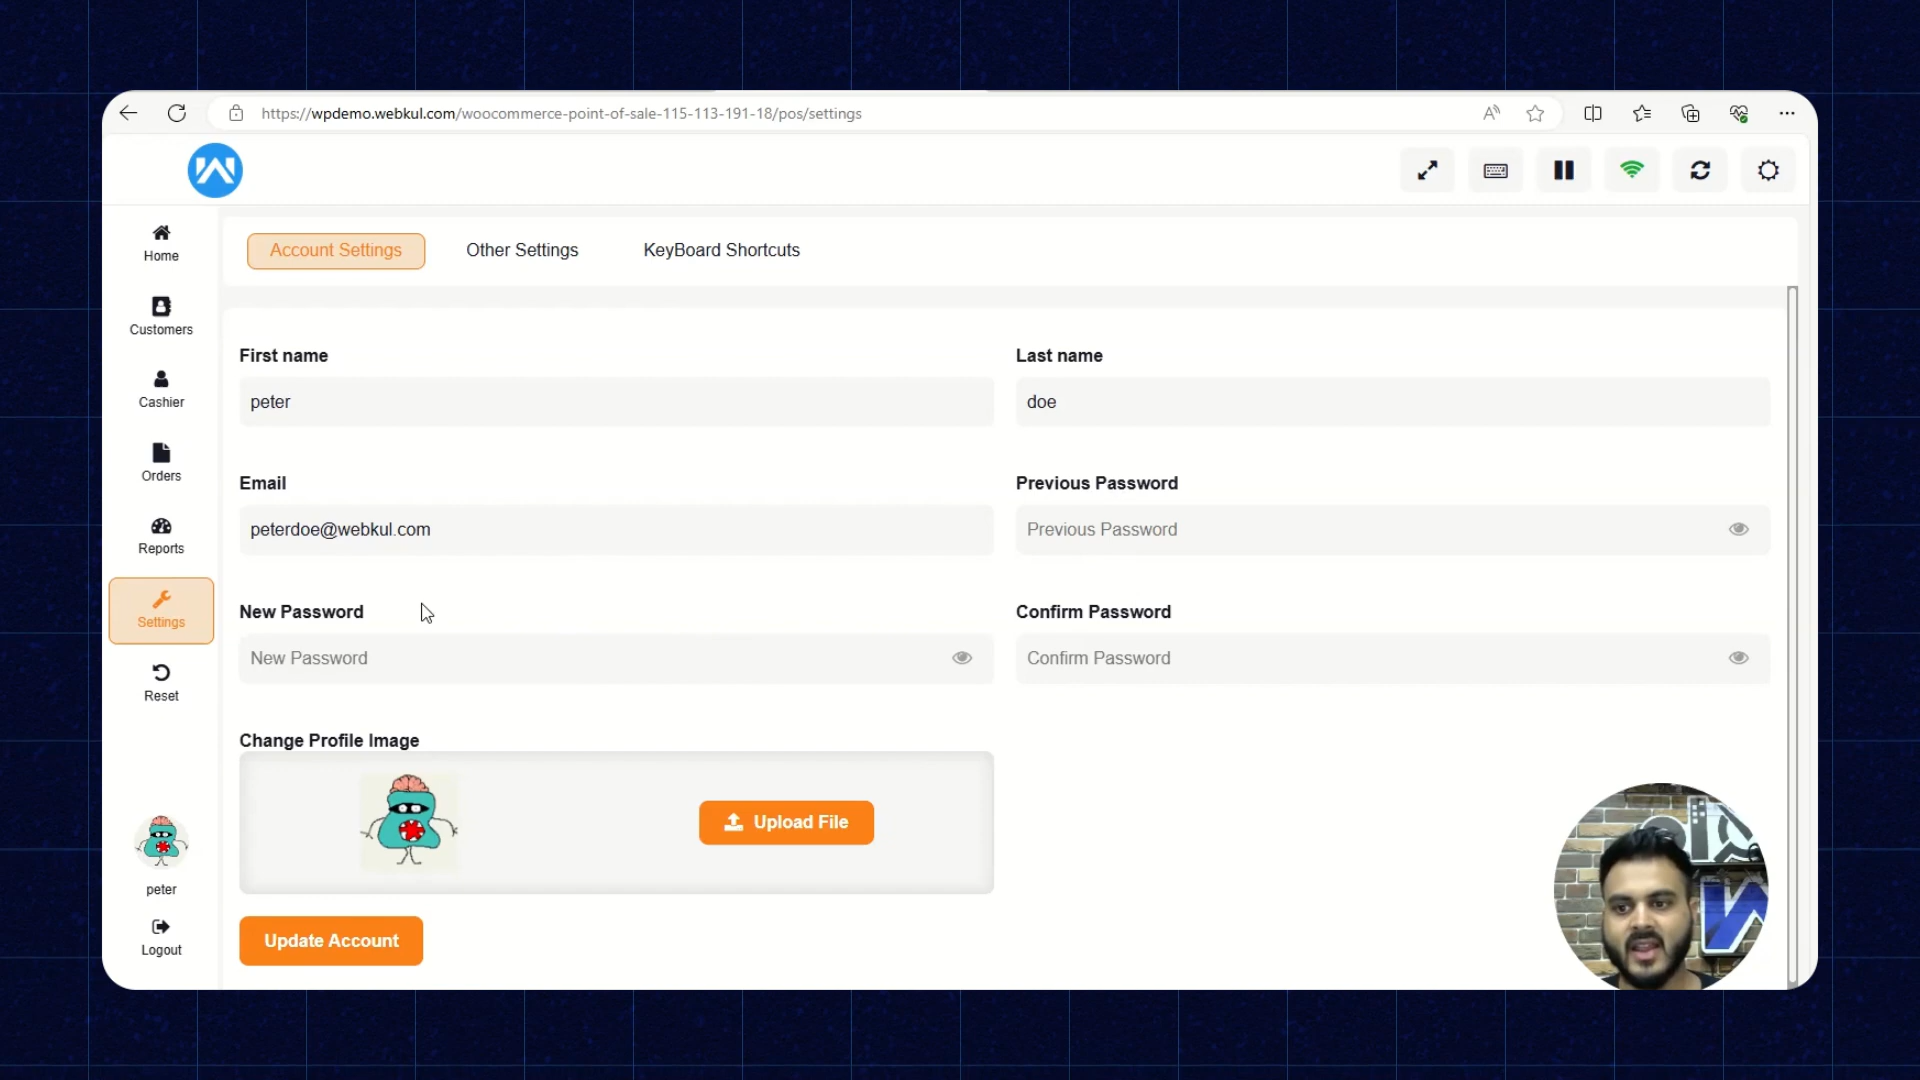 https://wpdemo.webkul.com/woocommerce-point-of-sale-115-113-191-18/pos/settings
Home
Customers
Cashier
Orders
Reports
Settings
Reset
peter
Logout
Account Settings
Other Settings
KeyBoard Shortcuts
First name
peter
Last name
doe
Email
peterdoe@webkul.com
Previous Password
Previous Password
New Password
New Password
Confirm Password
Confirm Password
Change Profile Image
Upload File
Update Account